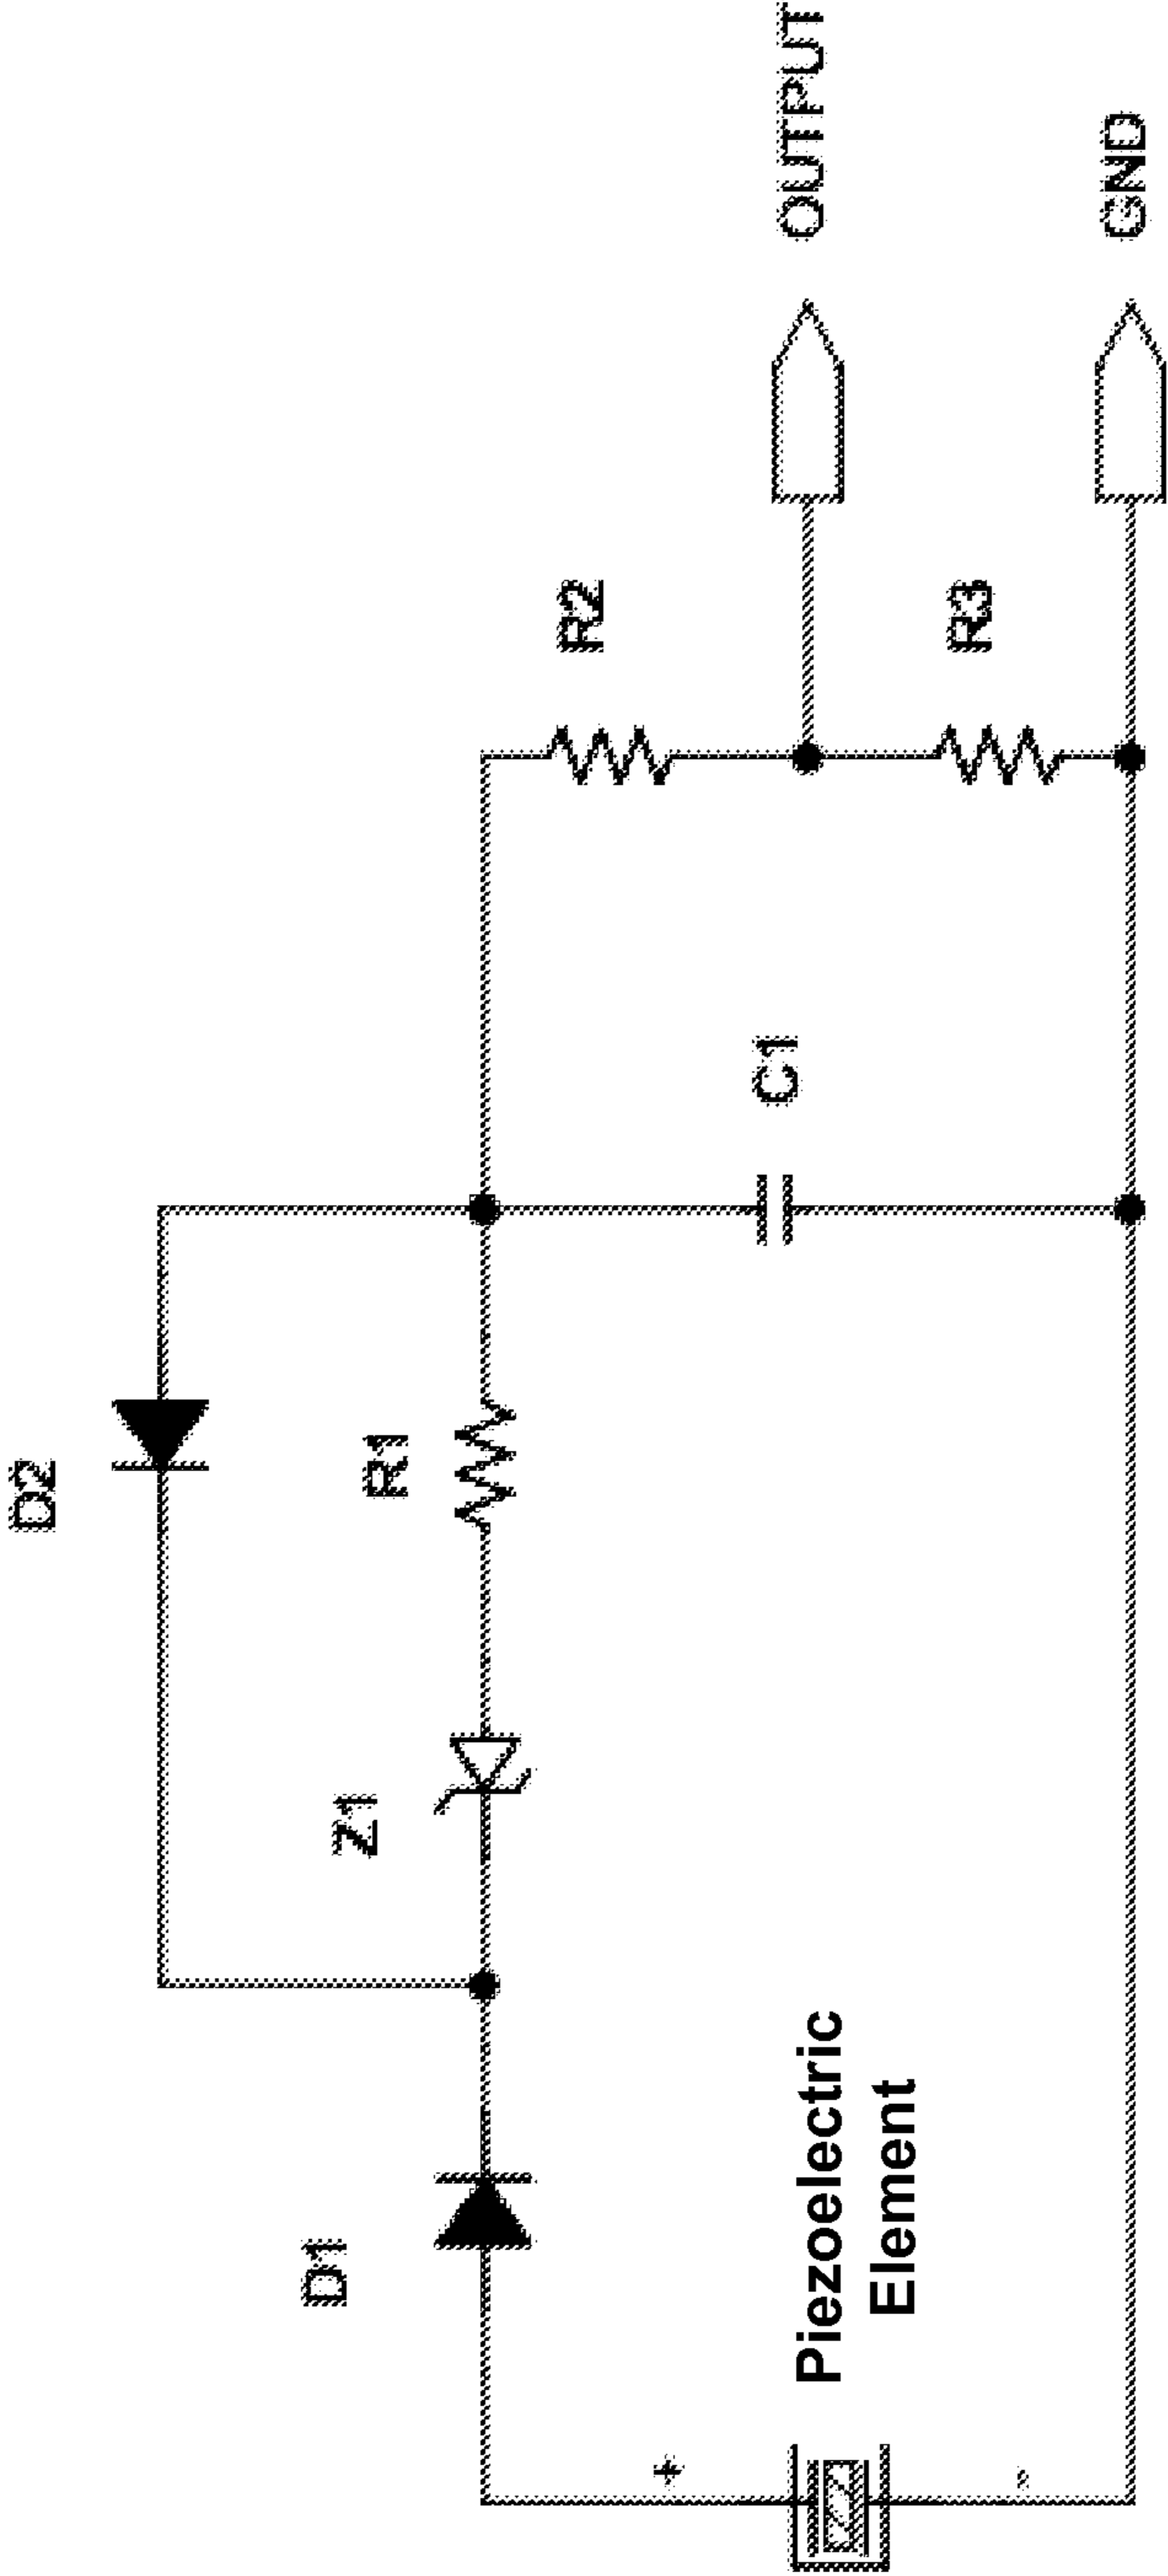 D2
Z1
R1
D1
R2
OUTPUT
C1
+
Piezoelectric
Element
R3
-
GND